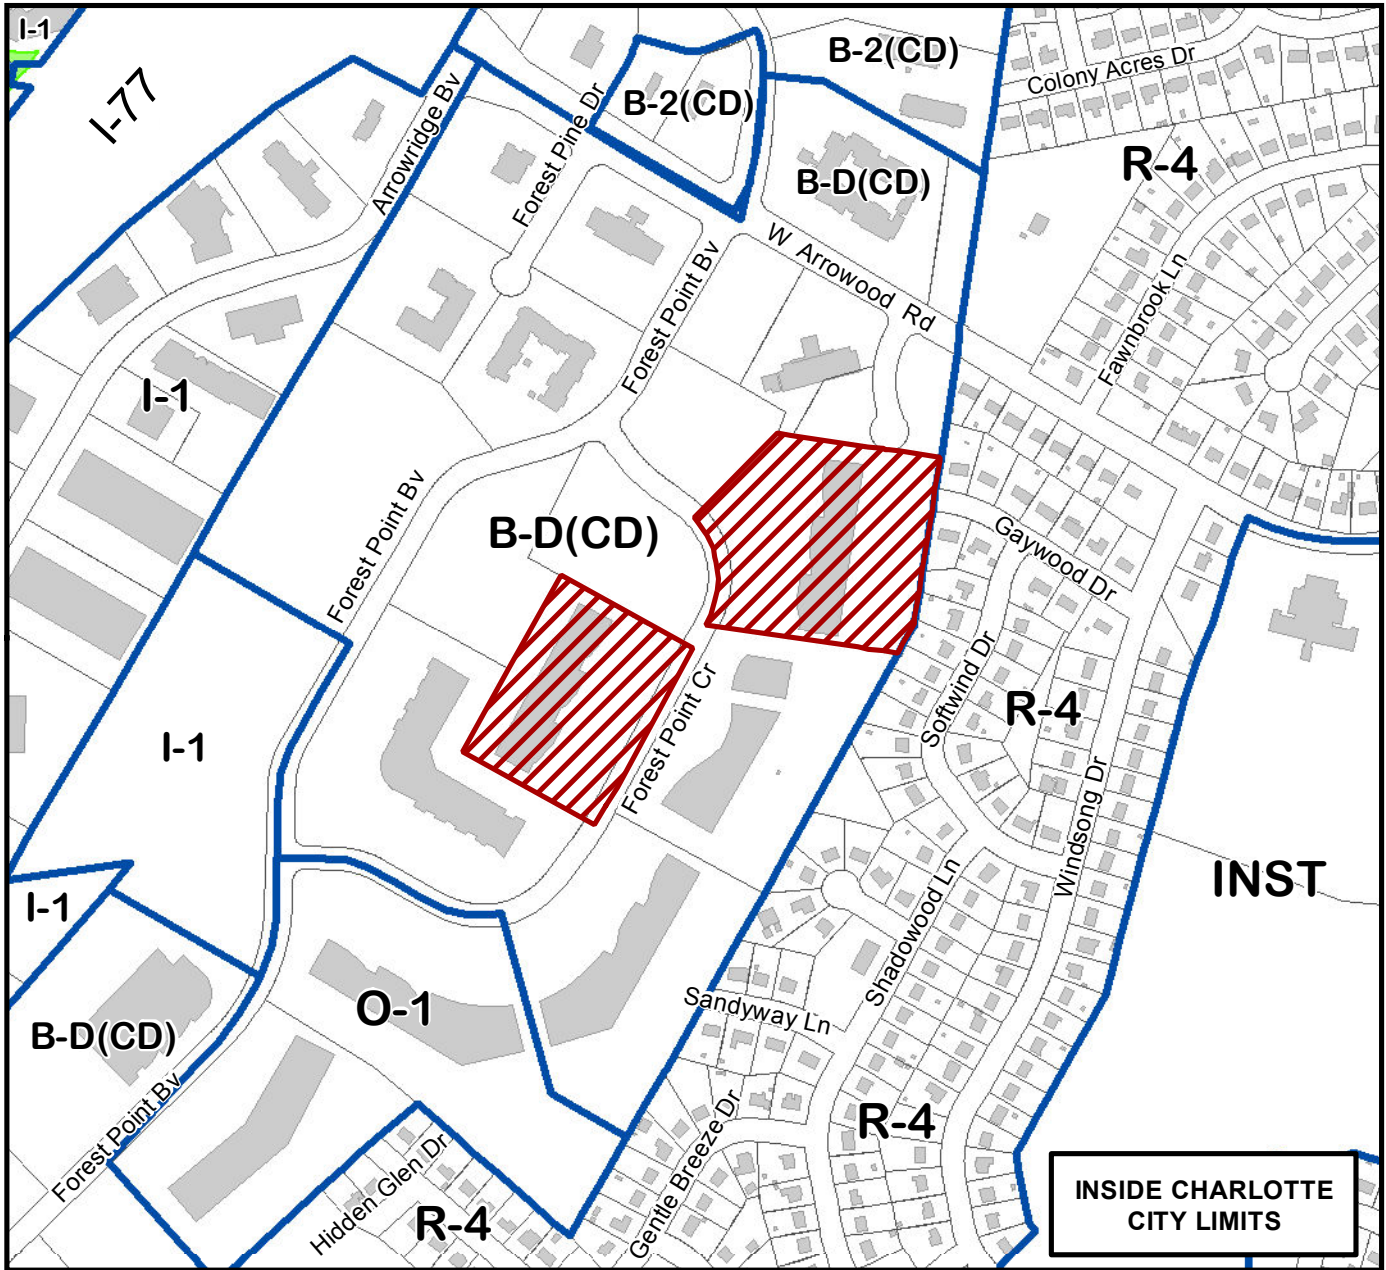 I-1
I-77
Arrowridge Bv
Forest Pine Dr
B-2(CD)
B-2(CD)
Colony Acres Dr
R-4
B-D(CD)
W Arrowood Rd
Forest Point Bv
Fawnbrook Ln
I-1
Forest Point Bv
B-D(CD)
Gaywood Dr
Softwind Dr
R-4
Forest Point Cr
I-1
Windsong Dr
INST
I-1
Shadowood Ln
O-1
Sandyway Ln
B-D(CD)
Forest Point Bv
Gentle Breeze Dr
R-4
Hidden Glen Dr
R-4
INSIDE CHARLOTTE
CITY LIMITS